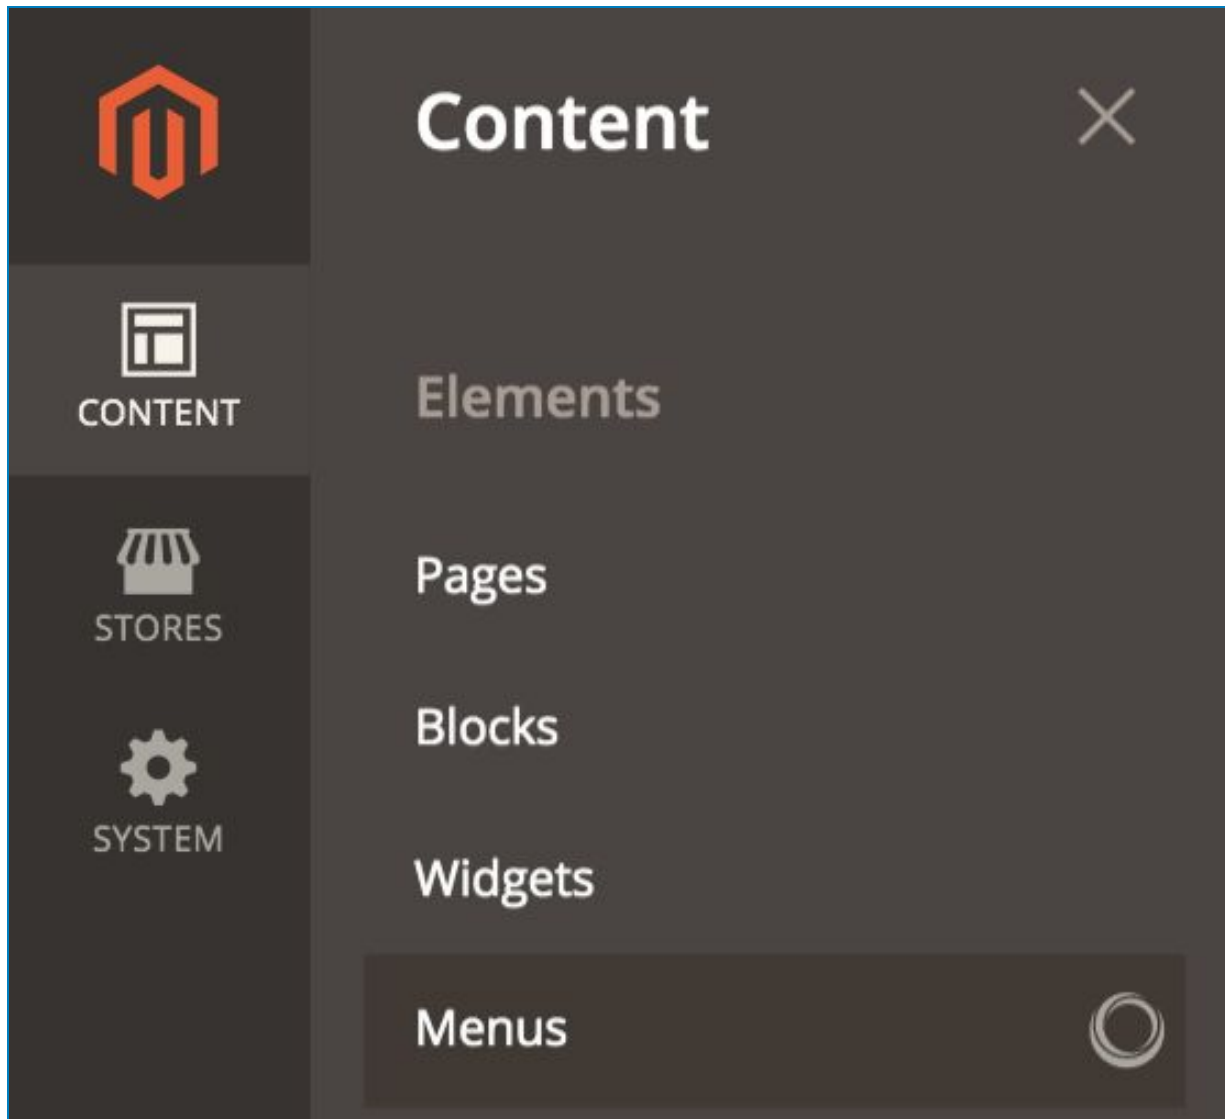 Content
CONTENT
STORES
SYSTEM
Elements
Pages
Blocks
Widgets
Menus